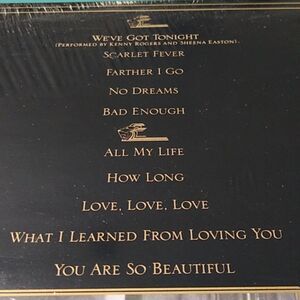 WE'VE GOT TONIGHT
(PERFORMED BY KENNY ROGERS AND SHEENA EASTON)
SCARLET FEVER
FARTHER I GO
NO DREAMS
BAD ENOUGH
ALL MY LIFE
HOW LONG
LOVE, LOVE, LOVE
WHAT I LEARNED FROM LOVING YOU
YOU ARE SO BEAUTIFUL